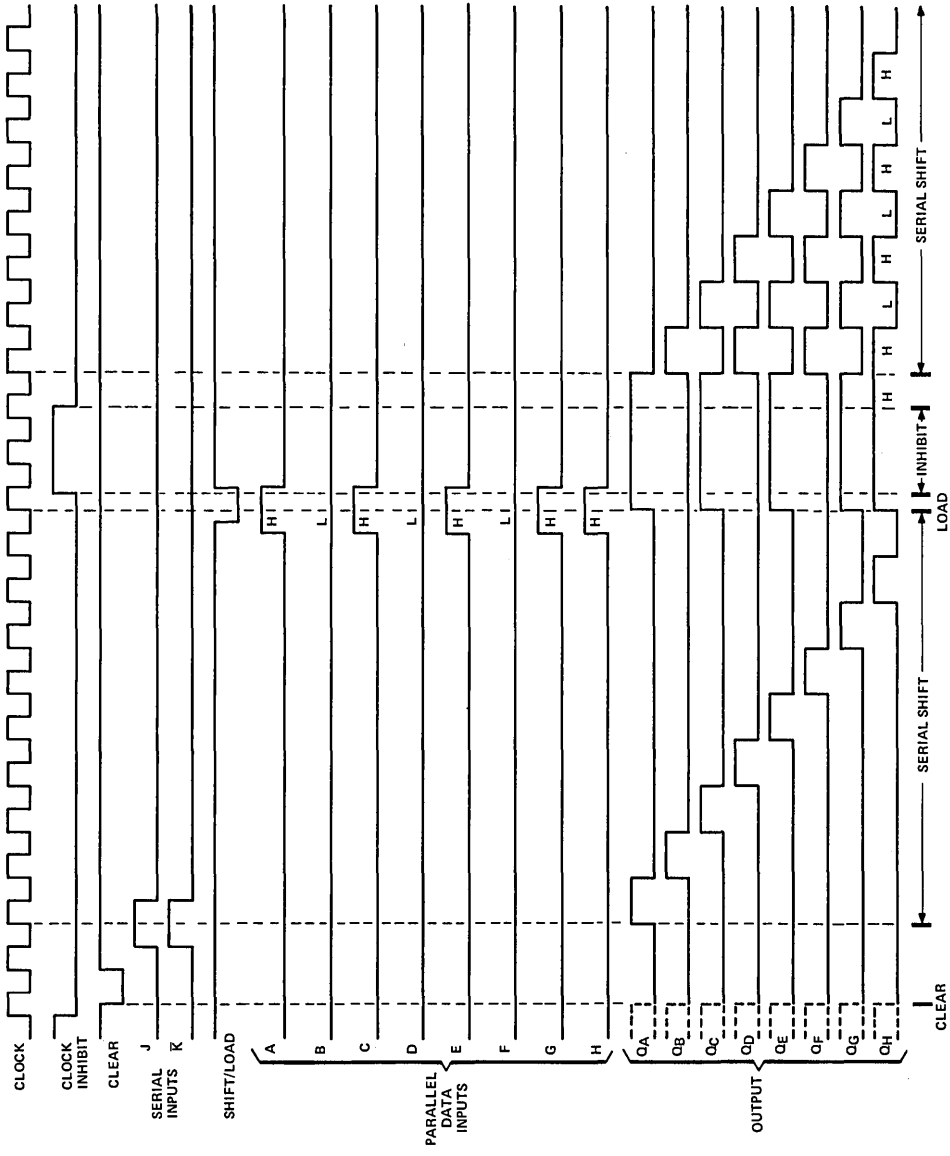 CLOCK
CLOCK
INHIBIT
CLEAR
J
SERIAL
INPUTS
K̅
SHIFT/LOAD
A
H
B
L
C
H
D
L
PARALLEL
DATA
INPUTS
E
H
F
L
G
H
H
H
QA
QB
QC
QD
OUTPUT
QE
QF
QG
QH
H H L H L H L H
CLEAR
SERIAL SHIFT
LOAD
INHIBIT
SERIAL SHIFT